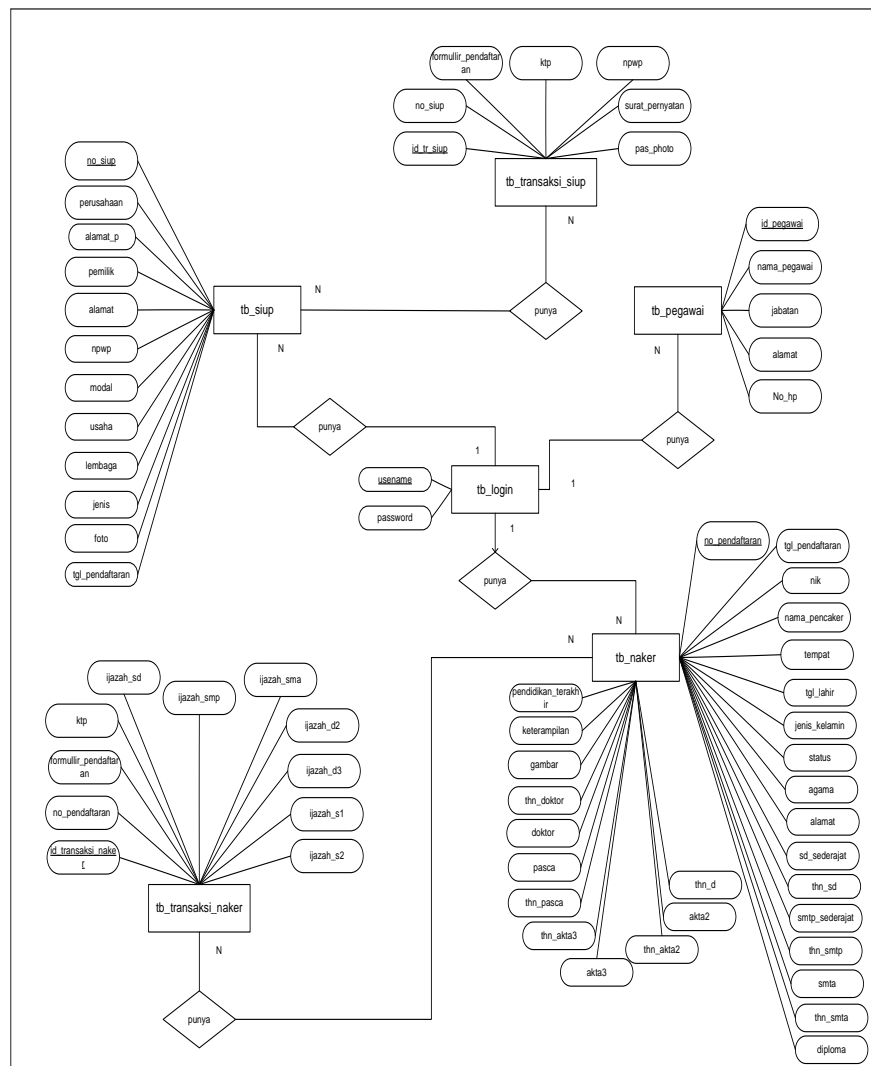 formullir_pendaftar
an
ktp
npwp
no_siup
surat_pernyatan
id_tr_siup
pas_photo
tb_transaksi_siup
N
no_siup
perusahaan
alamat_p
pemilik
alamat
npwp
modal
usaha
lembaga
jenis
foto
tgl_pendaftaran
tb_siup
N
N
punya
id_pegawai
nama_pegawai
jabatan
alamat
No_hp
tb_pegawai
N
punya
punya
1
1
usename
password
tb_login
1
punya
N
N
tb_naker
no_pendaftaran
tgl_pendaftaran
nik
nama_pencaker
tempat
tgl_lahir
jenis_kelamin
status
agama
alamat
sd_sederajat
thn_sd
smtp_sederajat
thn_smtp
smta
thn_smta
diploma
pendidikan_terakh
ir
keterampilan
gambar
thn_doktor
doktor
pasca
thn_pasca
thn_akta3
akta3
thn_akta2
akta2
thn_d
ijazah_sd
ijazah_smp
ijazah_sma
ktp
ijazah_d2
formullir_pendaftar
an
ijazah_d3
no_pendaftaran
ijazah_s1
id_transaksi_nake
r
ijazah_s2
tb_transaksi_naker
N
punya